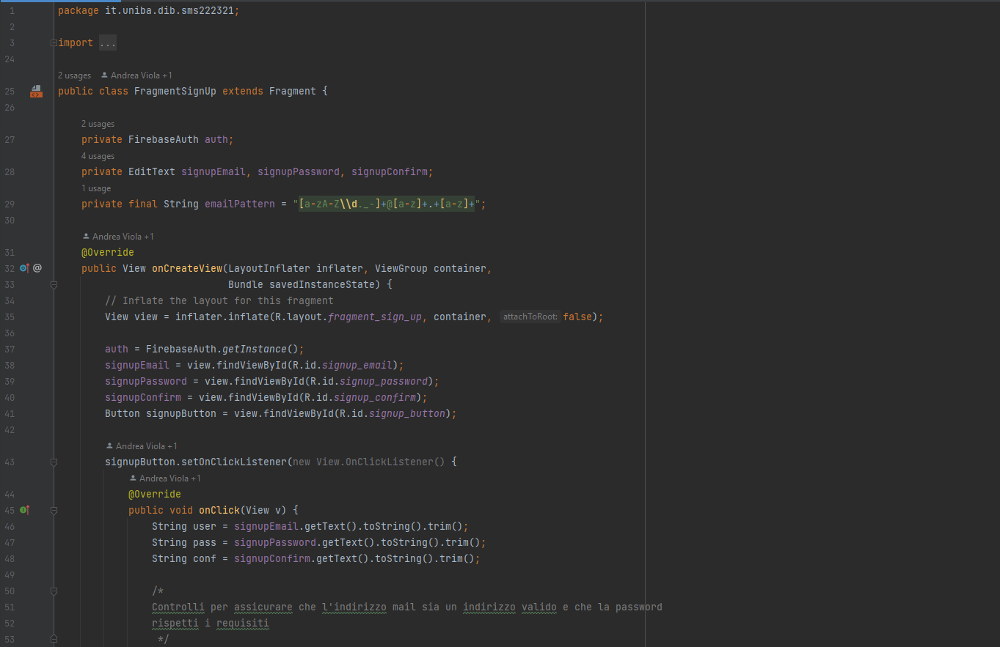 1 package it.uniba.dib.sms222321;
2
3 import ...
24
2 usages Andrea Viola +1
25 public class FragmentSignUp extends Fragment {
26
2 usages
27 private FirebaseAuth auth;
4 usages
28 private EditText signupEmail, signupPassword, signupConfirm;
1 usage
29 private final String emailPattern = "[a-zA-Z\\d._-]+@[a-z]+.+[a-z]+";
30
Andrea Viola +1
31 @Override
32 @ public View onCreateView(LayoutInflater inflater, ViewGroup container,
33 Bundle savedInstanceState) {
34 // Inflate the layout for this fragment
35 View view = inflater.inflate(R.layout.fragment_sign_up, container, attachToRoot: false);
36
37 auth = FirebaseAuth.getInstance();
38 signupEmail = view.findViewById(R.id.signup_email);
39 signupPassword = view.findViewById(R.id.signup_password);
40 signupConfirm = view.findViewById(R.id.signup_confirm);
41 Button signupButton = view.findViewById(R.id.signup_button);
42
Andrea Viola +1
43 signupButton.setOnClickListener(new View.OnClickListener() {
Andrea Viola +1
44 @Override
45 public void onClick(View v) {
46 String user = signupEmail.getText().toString().trim();
47 String pass = signupPassword.getText().toString().trim();
48 String conf = signupConfirm.getText().toString().trim();
49
50 /*
51 Controlli per assicurare che l'indirizzo mail sia un indirizzo valido e che la password
52 rispetti i requisiti
53 */